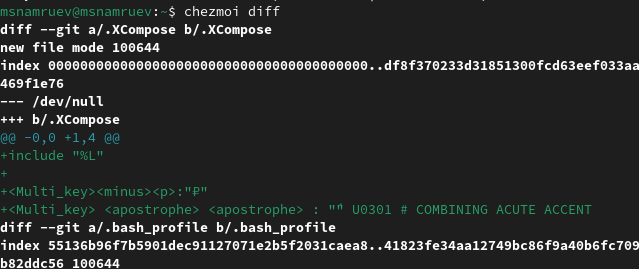 msnamruev@msnamruev:~$ chezmoi diff
diff --git a/.XCompose b/.XCompose
new file mode 100644
index 0000000000000000000000000000000000000000..df8f370233d31851300fcd63eef033aa
469f1e76
--- /dev/null
+++ b/.XCompose
@@ -0,0 +1,4 @@
+include "%L"
+
+<Multi_key><minus><p>:"₽"
+<Multi_key> <apostrophe> <apostrophe> : "́" U0301 # COMBINING ACUTE ACCENT
diff --git a/.bash_profile b/.bash_profile
index 55136b96f7b5901dec91127071e2b5f2031caea8..41823fe34aa12749bc86f9a40b6fc709
b82ddc56 100644